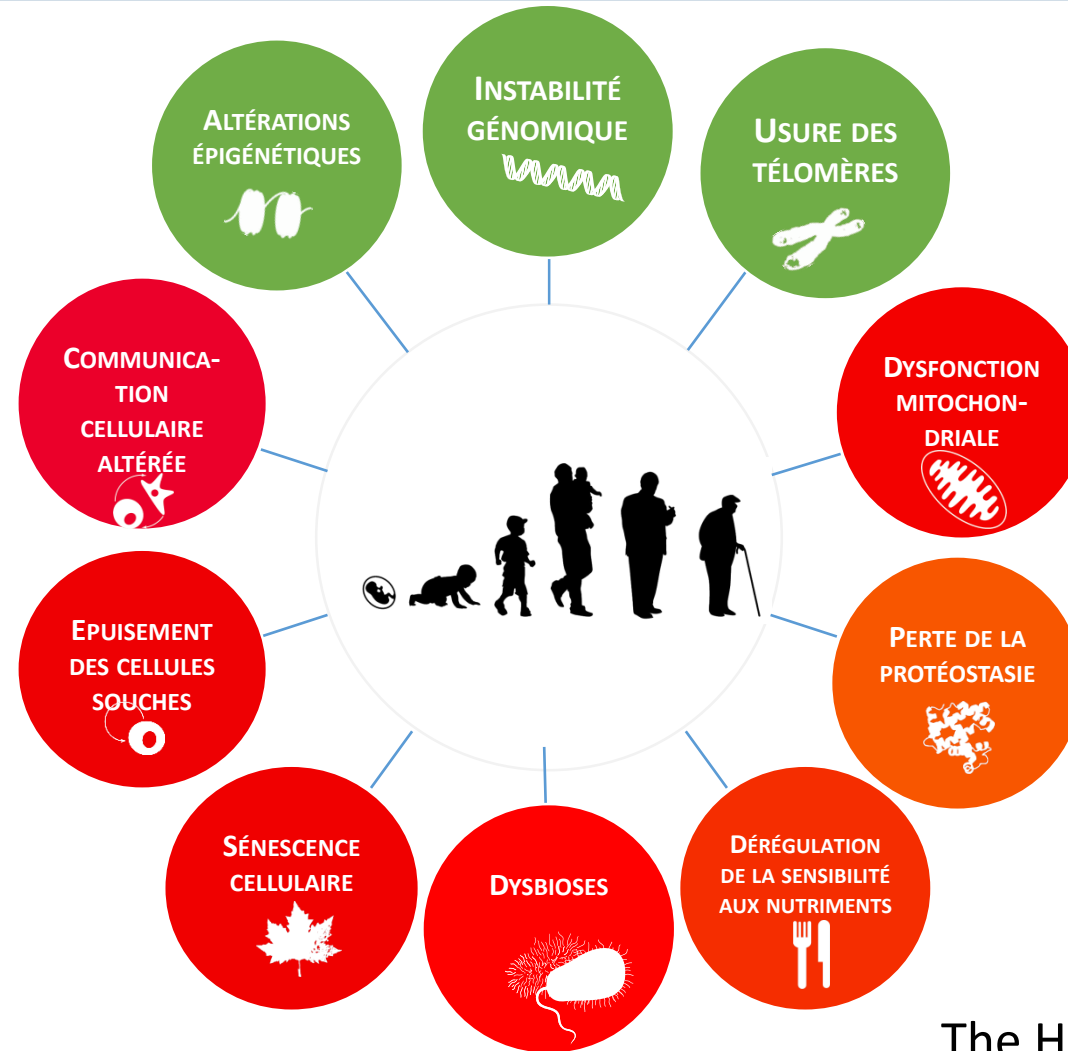 INSTABILITÉ
GÉNOMIQUE
USURE DES
TÉLOMÈRES
DYSFONCTION
MITOCHON-
DRIALE
PERTE DE LA
PROTÉOSTASIE
DÉRÉGULATION
DE LA SENSIBILITÉ
AUX NUTRIMENTS
DYSBIOSES
SÉNESCENCE
CELLULAIRE
EPUISEMENT
DES CELLULES
SOUCHES
COMMUNICA-
TION
CELLULAIRE
ALTÉRÉE
ALTÉRATIONS
ÉPIGÉNÉTIQUES
The H